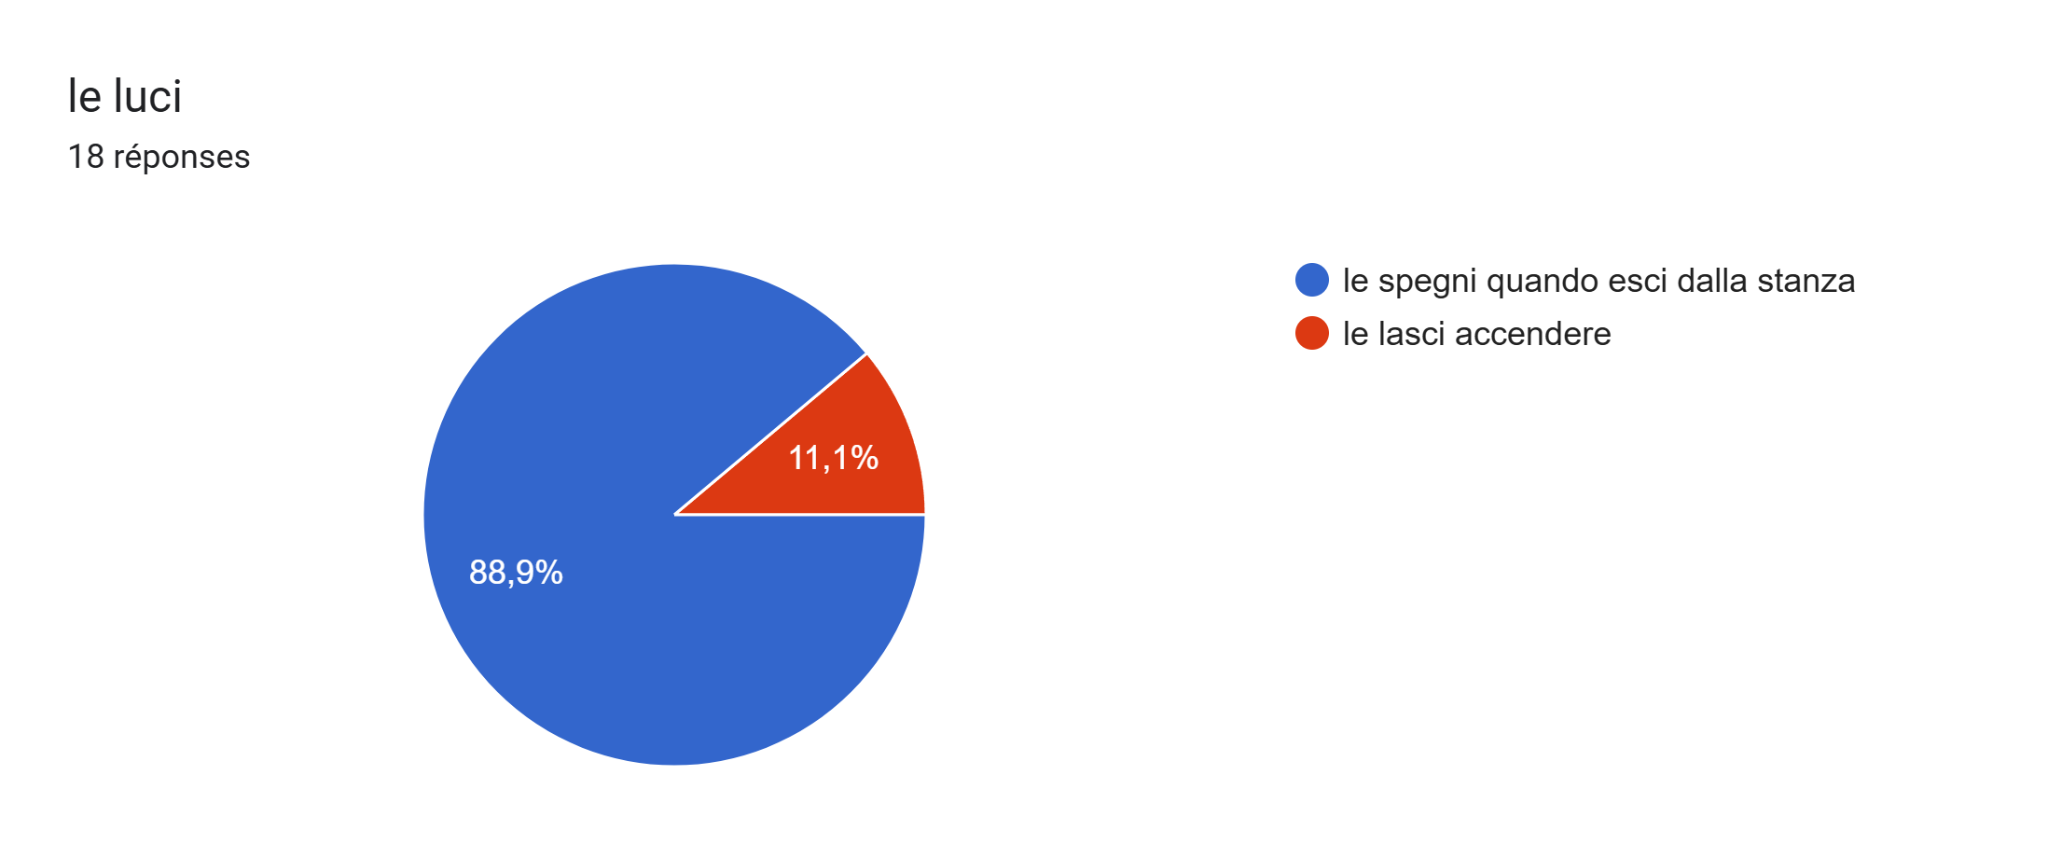 le luci
18 réponses
le spegni quando esci dalla stanza
le lasci accendere
11,1%
88,9%